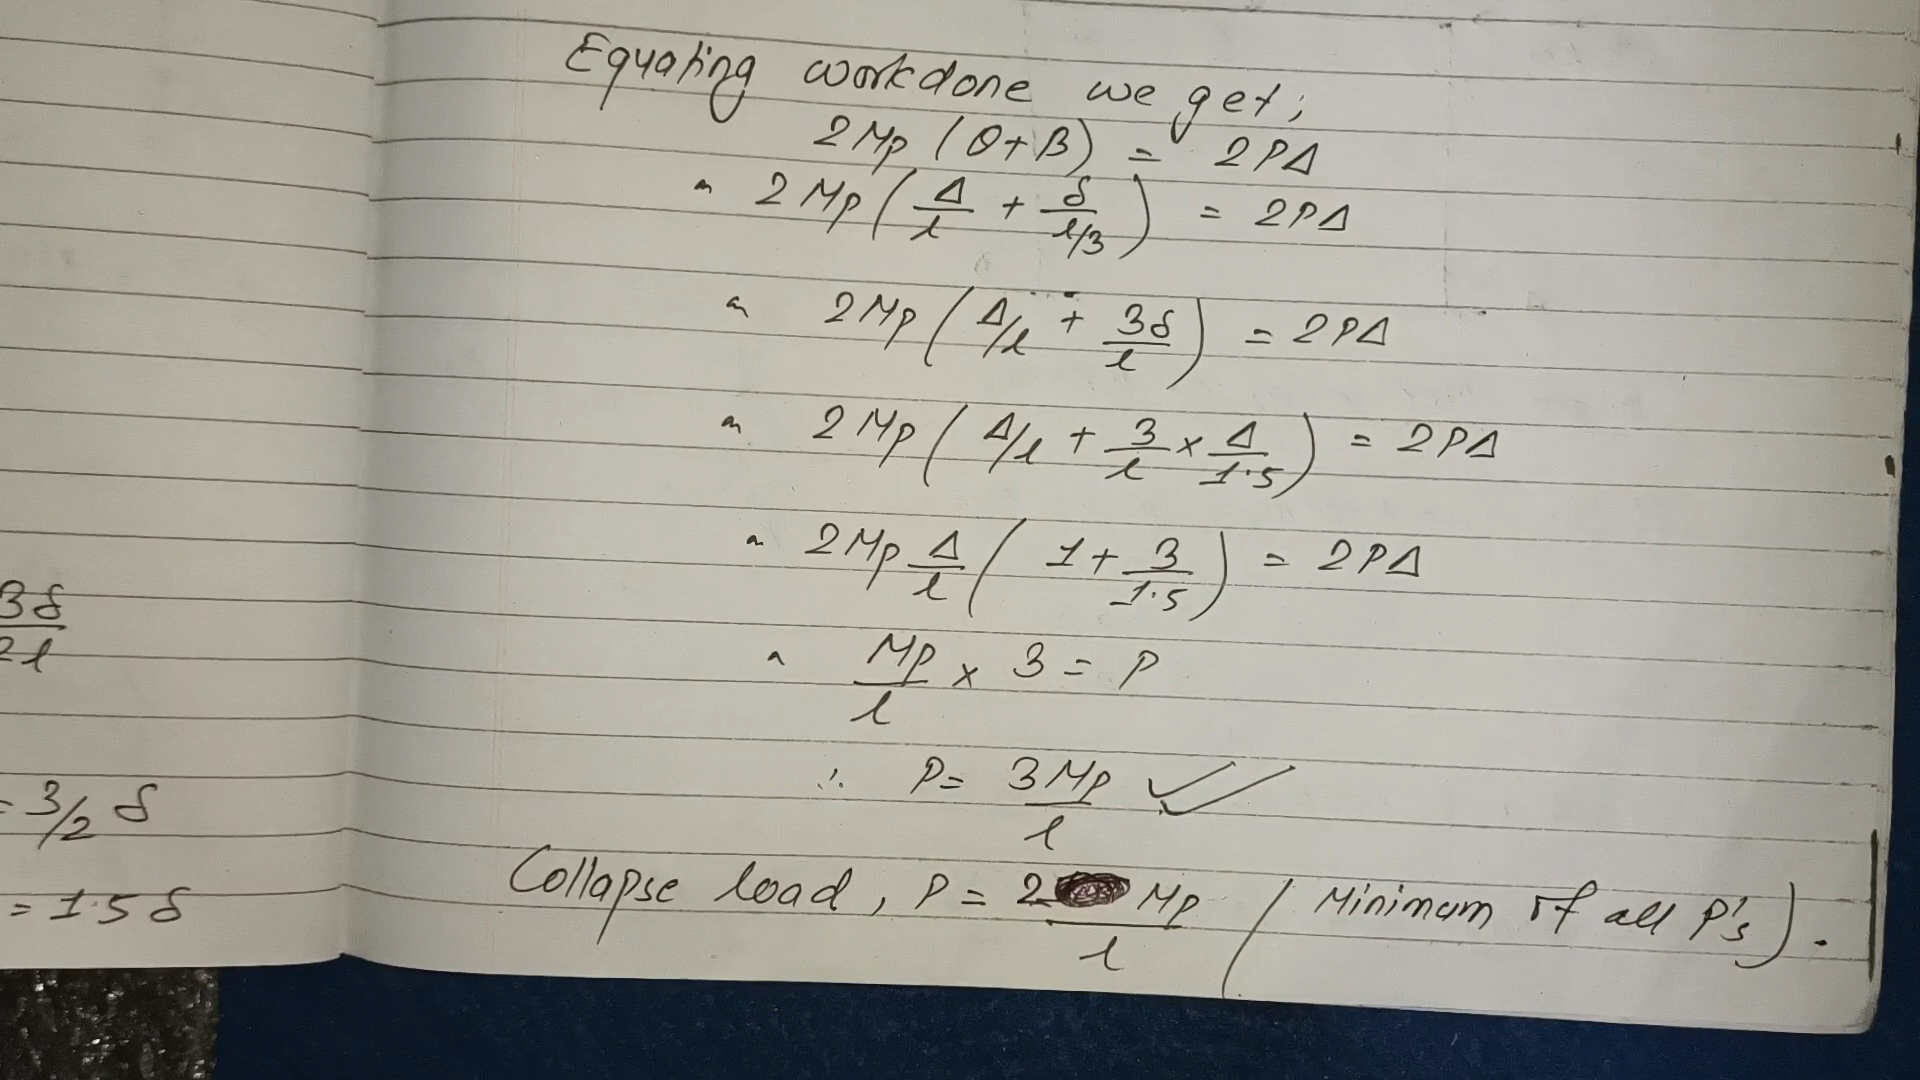 Equating workdone we get;
2Mp (θ+β) = 2PΔ
~ 2Mp (Δ/l + δ/(l/3)) = 2PΔ
~ 2Mp (Δ/l + 3δ/l) = 2PΔ
~ 2Mp (Δ/l + 3/l × Δ/1.5) = 2PΔ
~ 2Mp Δ/l (1 + 3/1.5) = 2PΔ
~ Mp/l × 3 = P
∴ P = 3Mp/l ✓✓
Collapse load, P = 2 Mp/l (Minimum of all P's).
3δ/2l
= 3/2 δ
= 1.5 δ